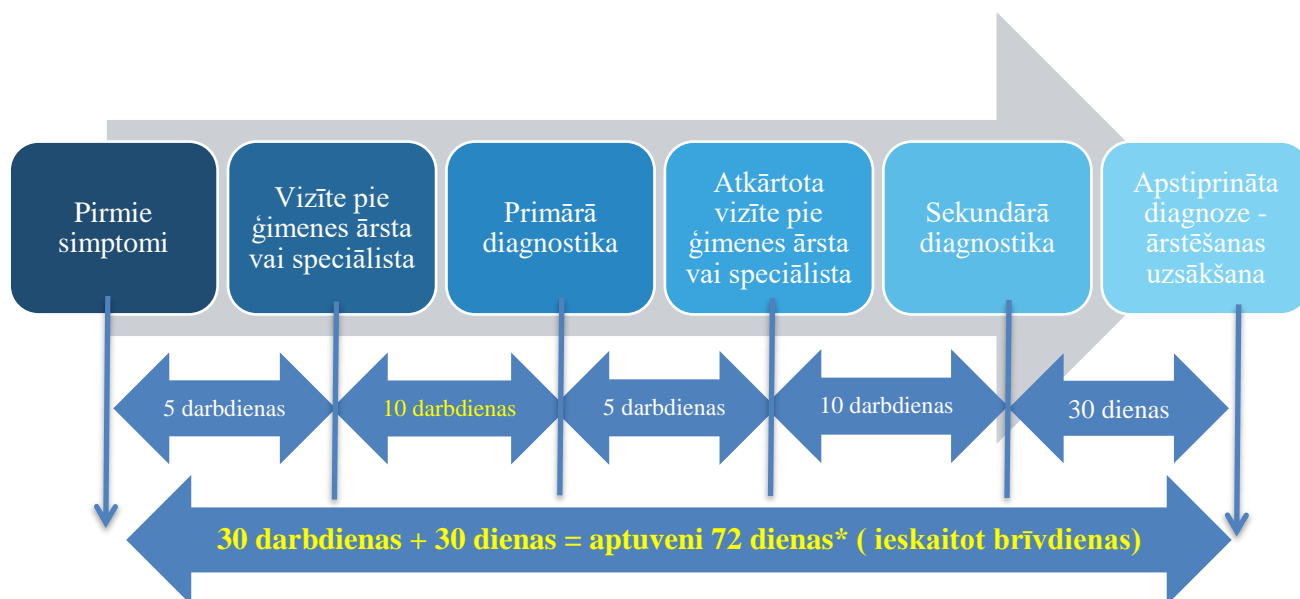 Pirmie
simptomi
Vizīte pie
ģimenes ārsta
vai speciālista
Primārā
diagnostika
Atkārtota
vizīte pie
ģimenes ārsta
vai speciālista
Sekundārā
diagnostika
Apstiprināta
diagnoze -
ārstēšanas
uzsākšana
5 darbdienas
10 darbdienas
5 darbdienas
10 darbdienas
30 dienas
30 darbdienas + 30 dienas = aptuveni 72 dienas* ( ieskaitot brīvdienas)